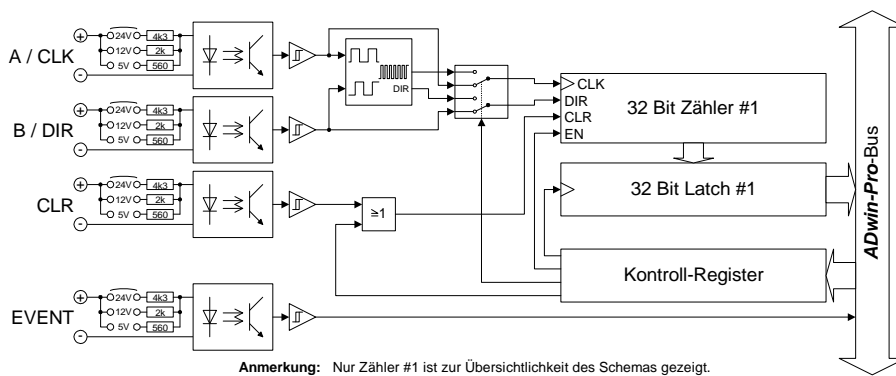 A / CLK
+
24V 4k3
12V 2k
5V 560
-
DIR
B / DIR
+
24V 4k3
12V 2k
5V 560
-
CLR
+
24V 4k3
12V 2k
5V 560
-
≥1
EVENT
+
24V 4k3
12V 2k
5V 560
-
CLK
DIR
CLR
EN
32 Bit Zähler #1
32 Bit Latch #1
Kontroll-Register
ADwin-Pro-Bus
Anmerkung: Nur Zähler #1 ist zur Übersichtlichkeit des Schemas gezeigt.